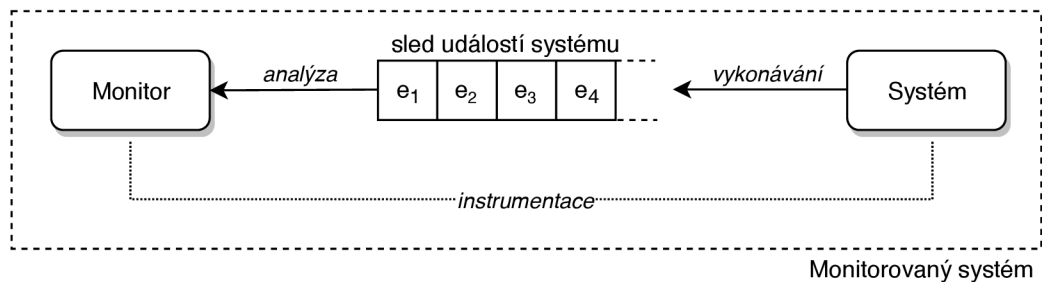 sled událostí systému
Monitor
analýza
e₁ e₂ e₃ e₄
vykonávání
Systém
instrumentace
Monitorovaný systém